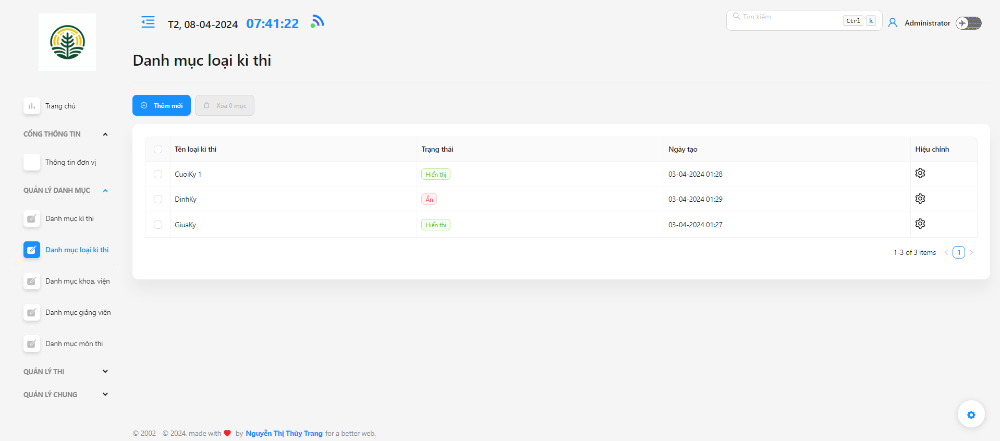 T2, 08-04-2024 07:41:22
Tìm kiếm Ctrl k
Administrator
Danh mục loại kì thi
Trang chủ
CỔNG THÔNG TIN
Thông tin đơn vị
QUẢN LÝ DANH MỤC
Danh mục kì thi
Danh mục loại kì thi
Danh mục khoa, viện
Danh mục giảng viên
Danh mục môn thi
QUẢN LÝ THI
QUẢN LÝ CHUNG
Thêm mới Xóa 0 mục
Tên loại kì thi Trạng thái Ngày tạo Hiệu chỉnh
CuoiKy 1 Hiển thị 03-04-2024 01:28
DinhKy Ẩn 03-04-2024 01:29
GiuaKy Hiển thị 03-04-2024 01:27
1-3 of 3 items < 1 >
© 2002 - © 2024, made with ❤ by Nguyễn Thị Thùy Trang for a better web.